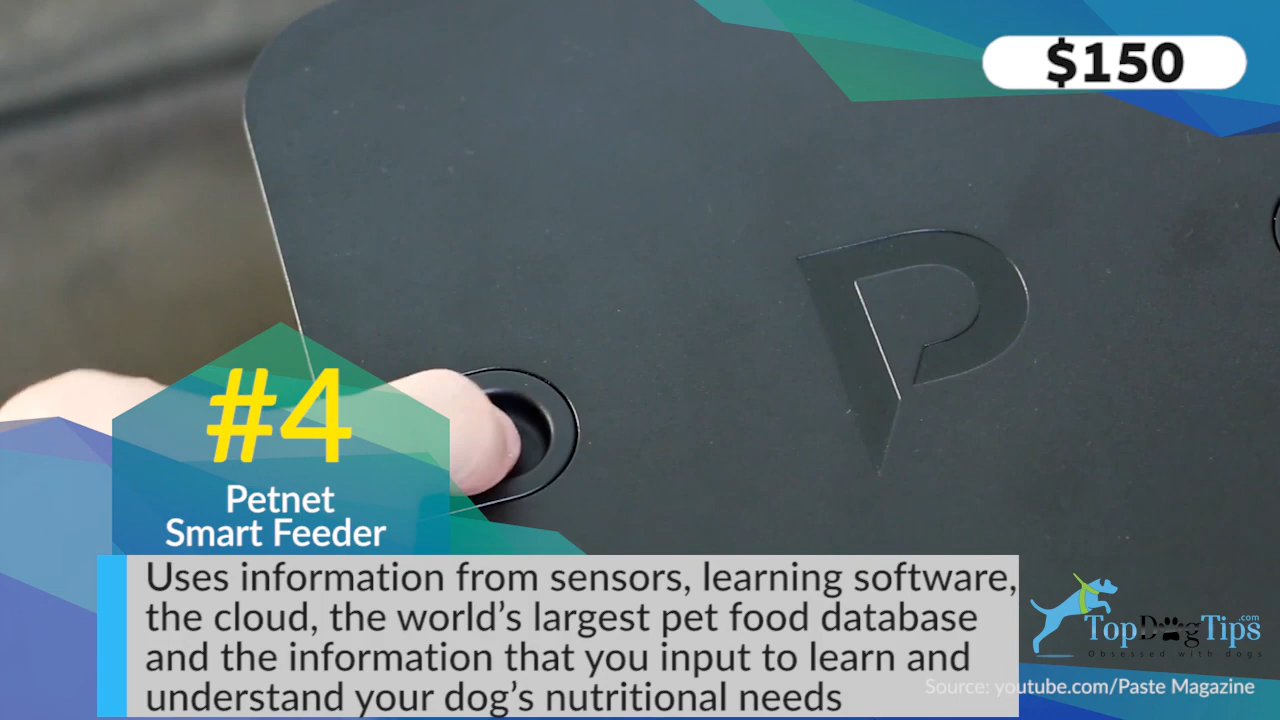 $150
P
#4
Petnet
Smart Feeder
Uses information from sensors, learning software,
the cloud, the world's largest pet food database
and the information that you input to learn and
understand your dog's nutritional needs
TopDogTips.com
Obsessed with dogs
Source: youtube.com/Paste Magazine